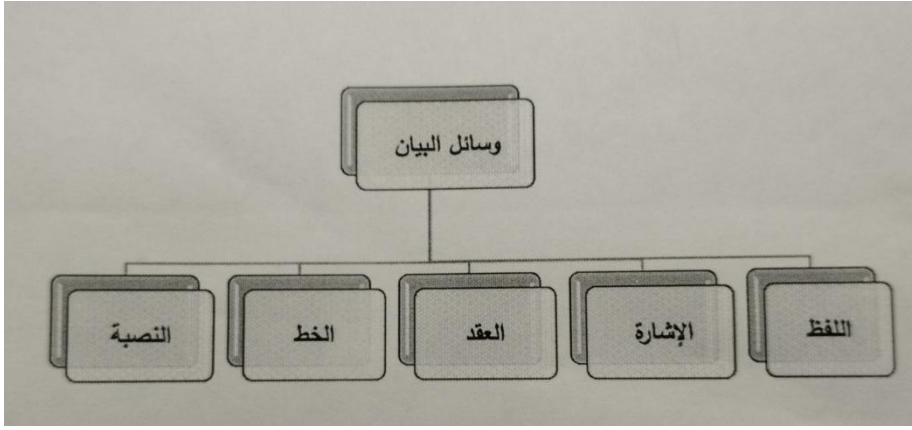 وسائل البيان
اللفظ
الإشارة
العقد
الخط
النصبة